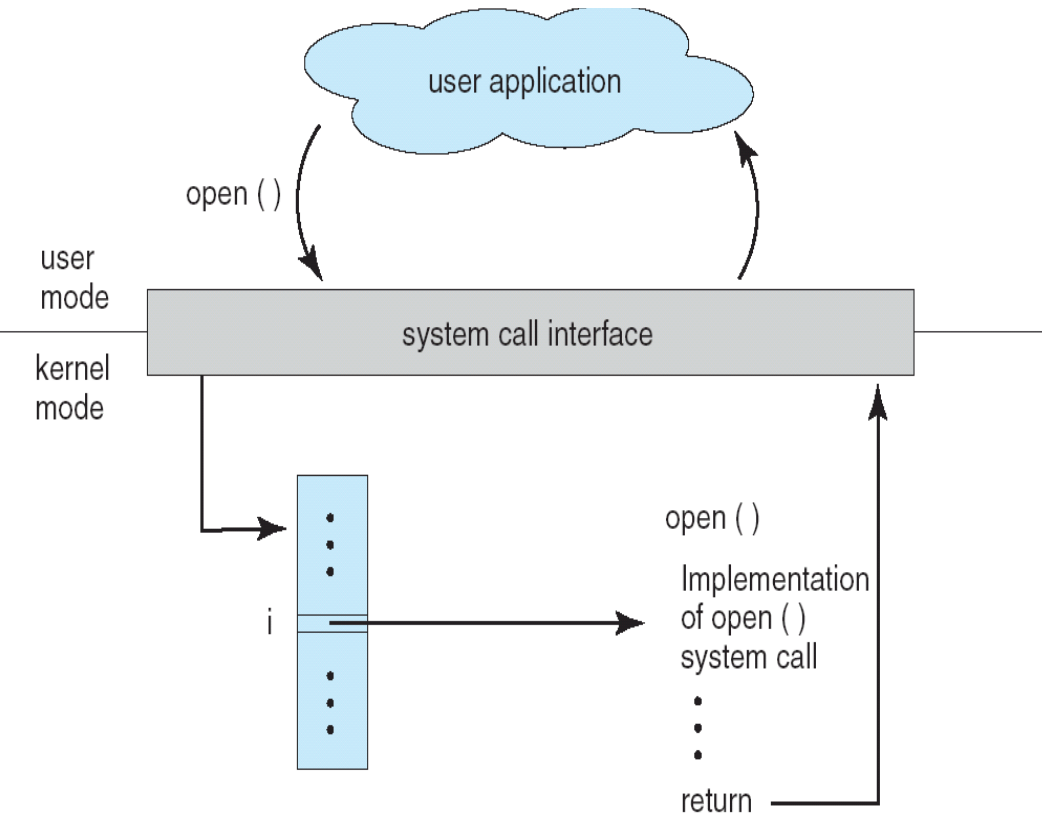 user application
open ( )
user
mode
system call interface
kernel
mode
open ( )
Implementation
of open ( )
system call
i
return